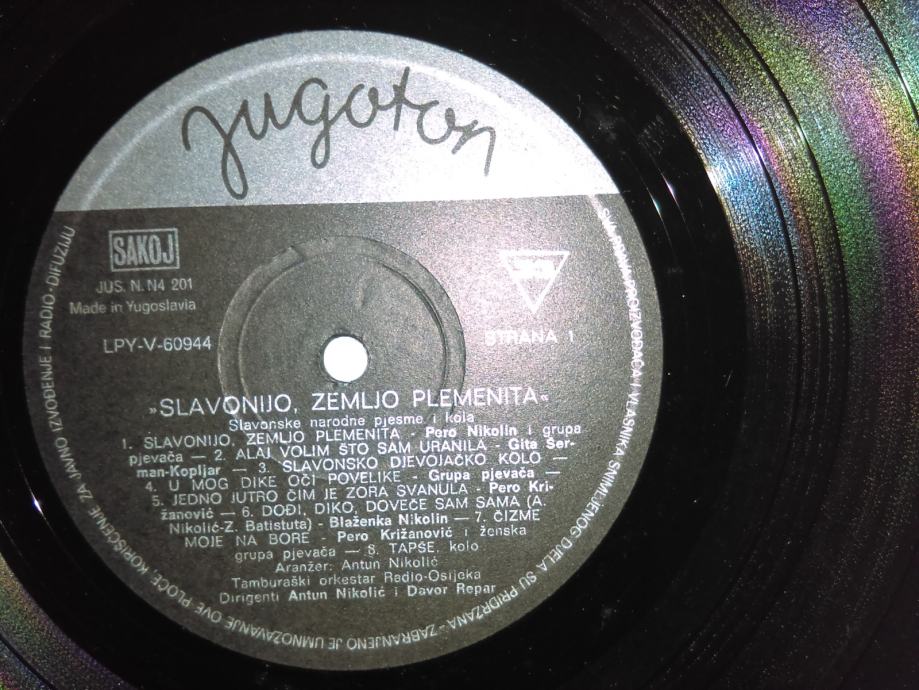 jugoton
SAKOJ
JUS. N. N4 201
Made in Yugoslavia
LPY-V-60944
STRANA 1
»SLAVONIJO, ZEMLJO PLEMENITA«
Slavonske narodne pjesme i kola
1. SLAVONIJO, ZEMLJO PLEMENITA - Pero Nikolin i grupa
pjevača — 2. ALAJ VOLIM ŠTO SAM URANILA - Gita Šer-
man-Kopljar — 3. SLAVONSKO DJEVOJAČKO KOLO —
4. U MOG DIKE OČI POVELIKE - Grupa pjevača —
5. JEDNO JUTRO ČIM JE ZORA SVANULA - Pero Kri-
žanović — 6. DOĐI, DIKO, DOVEČE SAM SAMA (A.
Nikolić-Z. Batistuta) - Blaženka Nikolin — 7. ČIZME
MOJE NA BORE - Pero Križanović i ženska
grupa pjevača — 8. TAPŠE, kolo
Aranžer: Antun Nikolić
Tamburaški orkestar Radio-Osijeka
Dirigenti Antun Nikolić i Davor Repar
PROIZVOĐAČA I VLASNIKA SNIMLJENOG DJELA SU PRIDRŽANA - ZABRANJENO JE UMNOŽAVANJE OVE PLOČE, KORIŠĆENJE ZA JAVNO IZVOĐENJE I RADIO-DIFUZIJU